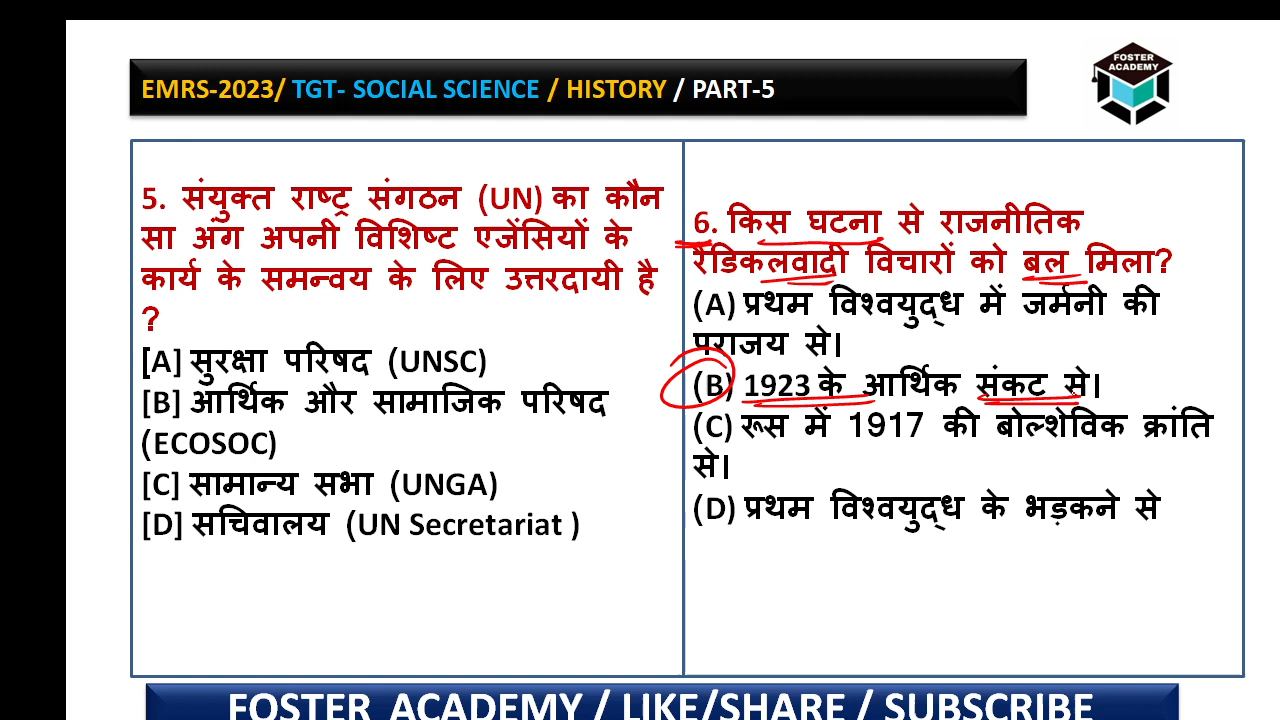 EMRS-2023/ TGT- SOCIAL SCIENCE / HISTORY / PART-5
FOSTER
ACADEMY
5. संयुक्त राष्ट्र संगठन (UN) का कौन
सा अंग अपनी विशिष्ट एजेंसियों के
कार्य के समन्वय के लिए उत्तरदायी है
?
[A] सुरक्षा परिषद (UNSC)
[B] आर्थिक और सामाजिक परिषद
(ECOSOC)
[C] सामान्य सभा (UNGA)
[D] सचिवालय (UN Secretariat )
6. किस घटना से राजनीतिक
रैडिकलवादी विचारों को बल मिला?
(A) प्रथम विश्वयुद्ध में जर्मनी की
पराजय से।
(B) 1923 के आर्थिक संकट से।
(C) रूस में 1917 की बोल्शेविक क्रांति
से।
(D) प्रथम विश्वयुद्ध के भड़कने से
FOSTER ACADEMY / LIKE/SHARE / SUBSCRIBE